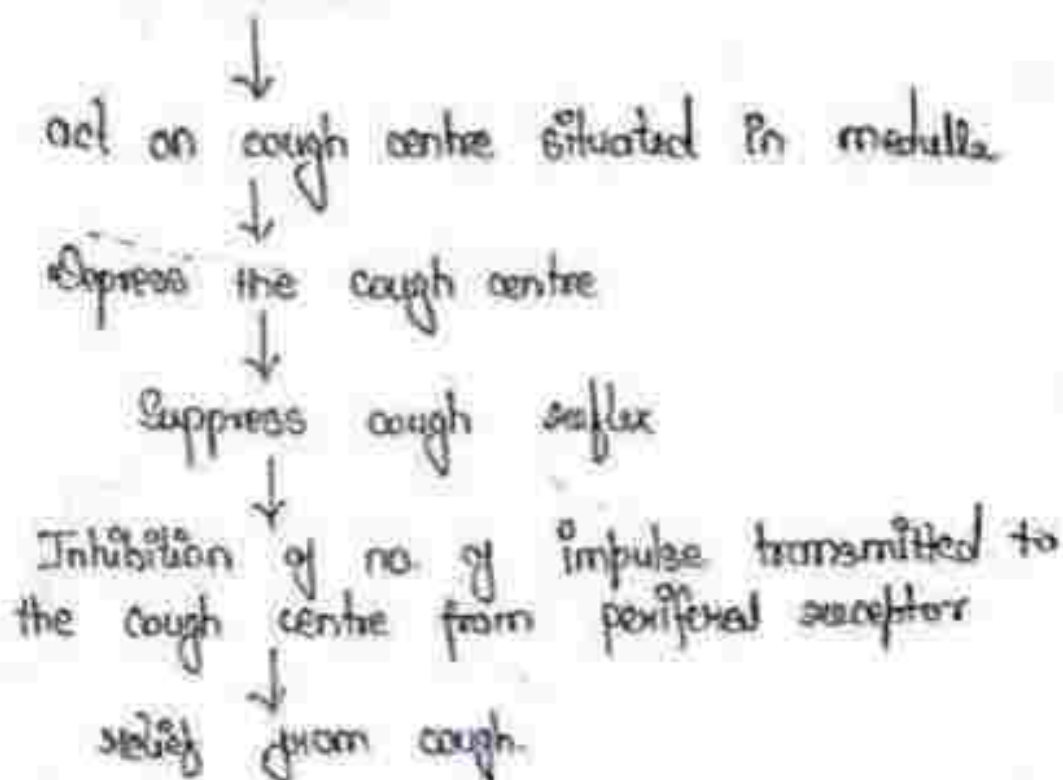 act on cough centre situated in medulla
Depress the cough centre
Suppress cough reflex
Inhibition of no. of impulse transmitted to
the cough centre from periferal receptor
relief from cough.